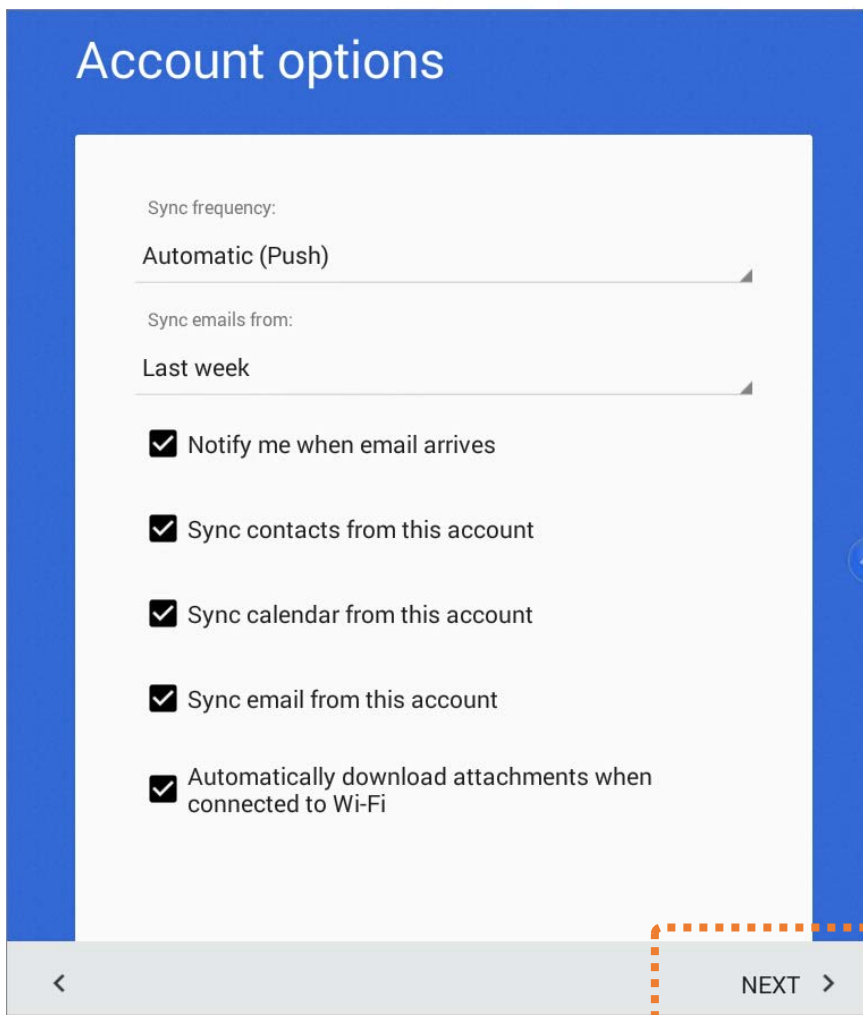 Account options
Sync frequency:
Automatic (Push)
Sync emails from:
Last week
Notify me when email arrives
Sync contacts from this account
Sync calendar from this account
Sync email from this account
Automatically download attachments when
connected to Wi-Fi
NEXT